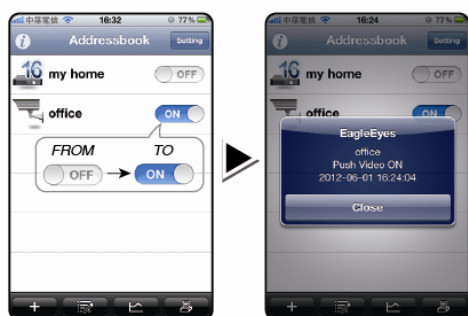 中華電信 16:32 77%
Addressbook Setting
16 my home OFF
office ON
FROM TO
OFF ON
中華電信 16:24 77%
Addressbook Setting
16 my home OFF
office ON
EagleEyes
office
Push Video ON
2012-06-01 16:24:04
Close